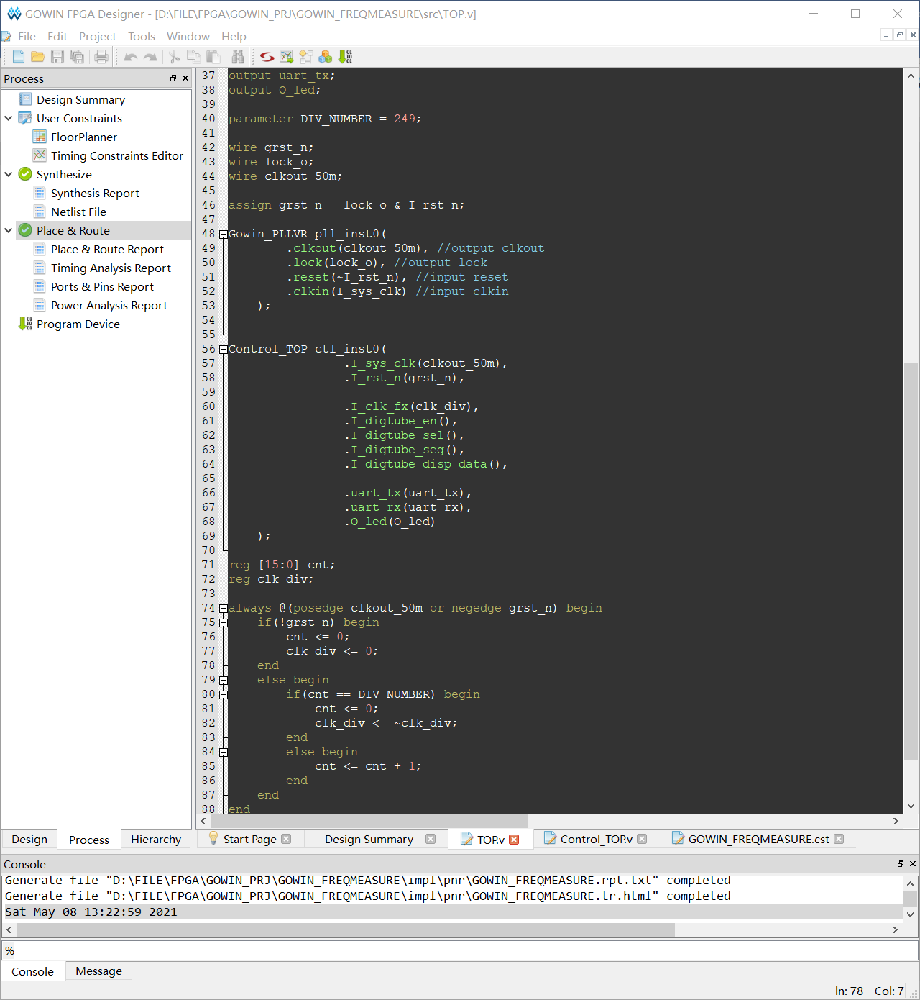 GOWIN FPGA Designer - [D:\FILE\FPGA\GOWIN_PRJ\GOWIN_FREQMEASURE\src\TOP.v]
File Edit Project Tools Window Help
Process
Design Summary
User Constraints
FloorPlanner
Timing Constraints Editor
Synthesize
Synthesis Report
Netlist File
Place & Route
Place & Route Report
Timing Analysis Report
Ports & Pins Report
Power Analysis Report
Program Device
37 output uart_tx;
38 output O_led;
39
40 parameter DIV_NUMBER = 249;
41
42 wire grst_n;
43 wire lock_o;
44 wire clkout_50m;
45
46 assign grst_n = lock_o & I_rst_n;
47
48 Gowin_PLLVR pll_inst0(
49 .clkout(clkout_50m), //output clkout
50 .lock(lock_o), //output lock
51 .reset(~I_rst_n), //input reset
52 .clkin(I_sys_clk) //input clkin
53 );
54
55
56 Control_TOP ctl_inst0(
57 .I_sys_clk(clkout_50m),
58 .I_rst_n(grst_n),
59
60 .I_clk_fx(clk_div),
61 .I_digtube_en(),
62 .I_digtube_sel(),
63 .I_digtube_seg(),
64 .I_digtube_disp_data(),
65
66 .uart_tx(uart_tx),
67 .uart_rx(uart_rx),
68 .O_led(O_led)
69 );
70
71 reg [15:0] cnt;
72 reg clk_div;
73
74 always @(posedge clkout_50m or negedge grst_n) begin
75 if(!grst_n) begin
76 cnt <= 0;
77 clk_div <= 0;
78 end
79 else begin
80 if(cnt == DIV_NUMBER) begin
81 cnt <= 0;
82 clk_div <= ~clk_div;
83 end
84 else begin
85 cnt <= cnt + 1;
86 end
87 end
88 end
Design Process Hierarchy
Start Page Design Summary TOP.v Control_TOP.v GOWIN_FREQMEASURE.cst
Console
Generate file "D:\FILE\FPGA\GOWIN_PRJ\GOWIN_FREQMEASURE\impl\pnr\GOWIN_FREQMEASURE.rpt.txt" completed
Generate file "D:\FILE\FPGA\GOWIN_PRJ\GOWIN_FREQMEASURE\impl\pnr\GOWIN_FREQMEASURE.tr.html" completed
Sat May 08 13:22:59 2021
%
Console Message
ln: 78 Col: 7